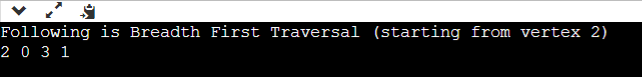 Following is Breadth First Traversal (starting from vertex 2)
2 0 3 1